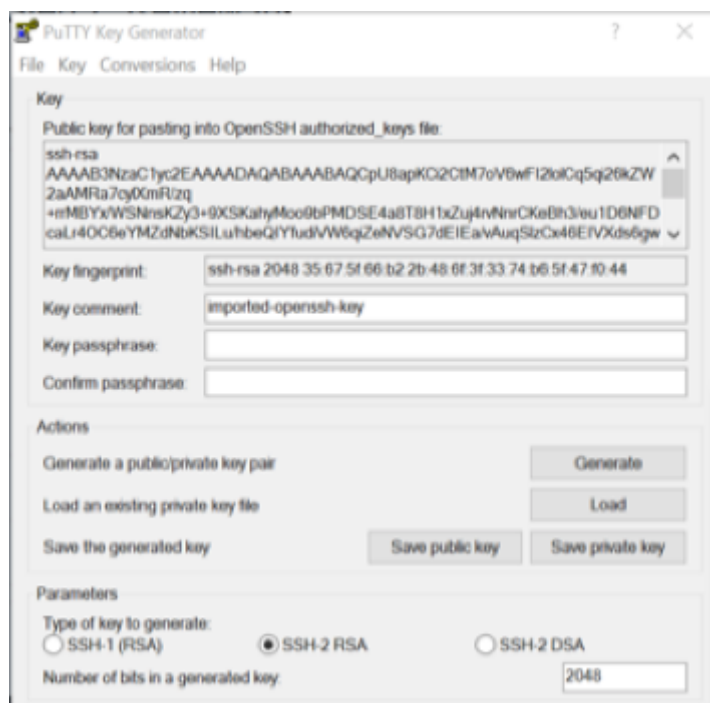 PuTTY Key Generator
File Key Conversions Help
Key
Public key for pasting into OpenSSH authorized_keys file:
ssh-rsa
Key fingerprint: ssh-rsa 2048 35:67:5f:66:b2:2b:48:6f:3f:33:74:b6:5f:47:f0:44
Key comment: imported-openssh-key
Key passphrase:
Confirm passphrase:
Actions
Generate a public/private key pair Generate
Load an existing private key file Load
Save the generated key Save public key Save private key
Parameters
Type of key to generate:
SSH-1 (RSA) SSH-2 RSA SSH-2 DSA
Number of bits in a generated key: 2048